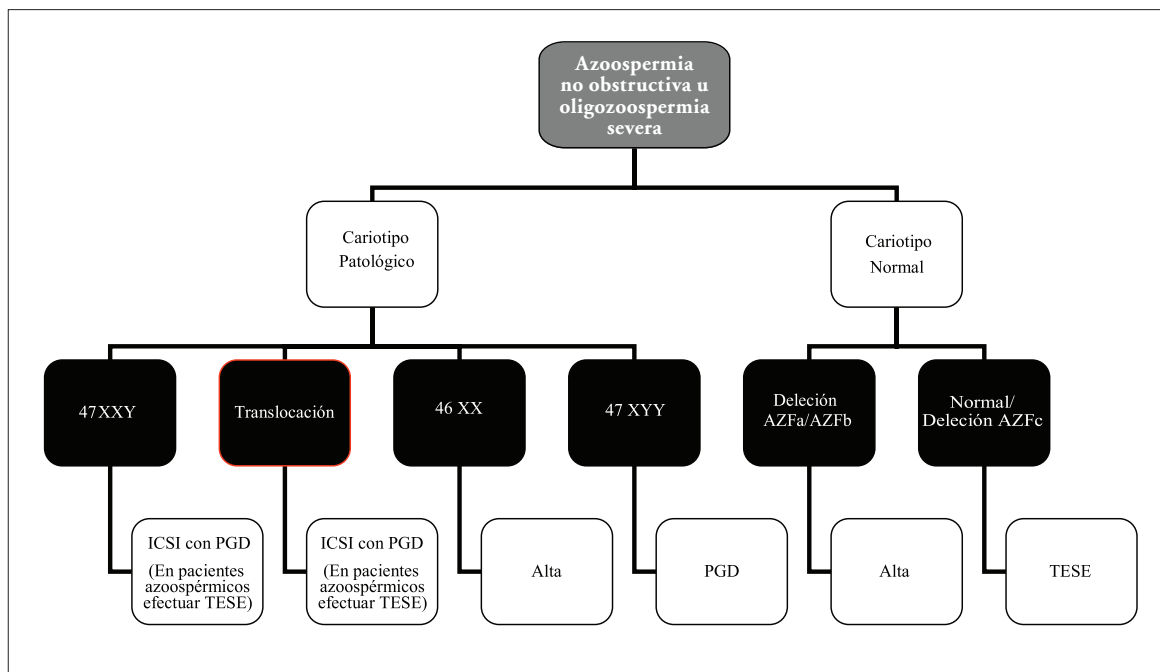 Azoospermia
no obstructiva u
oligozoospermia
severa
Cariotipo
Patológico
Cariotipo
Normal
47XXY
Translocación
46 XX
47 XYY
Deleción
AZFa/AZFb
Normal/
Deleción AZFc
ICSI con PGD
(En pacientes
azoospérmicos
efectuar TESE)
ICSI con PGD
(En pacientes
azoospérmicos
efectuar TESE)
Alta
PGD
Alta
TESE